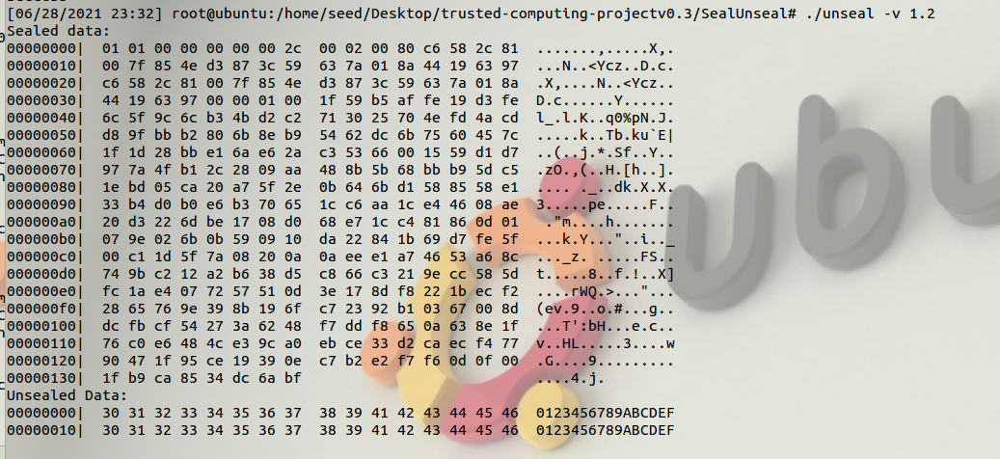 [06/28/2021 23:32] root@ubuntu:/home/seed/Desktop/trusted-computing-projectv0.3/SealUnseal# ./unseal -v 1.2
Sealed data:
00000000|  01 01 00 00 00 00 00 2c  00 02 00 80 c6 58 2c 81  .......,.....X,.
00000010|  00 7f 85 4e d3 87 3c 59  63 7a 01 8a 44 19 63 97  ...N..<Ycz..D.c.
00000020|  c6 58 2c 81 00 7f 85 4e  d3 87 3c 59 63 7a 01 8a  .X,....N..<Ycz..
00000030|  44 19 63 97 00 00 01 00  1f 59 b5 af fe 19 d3 fe  D.c......Y......
00000040|  6c 5f 9c 6c b3 4b d2 c2  71 30 25 70 4e fd 4a cd  l_.l.K..q0%pN.J.
00000050|  d8 9f bb b2 80 6b 8e b9  54 62 dc 6b 75 60 45 7c  .....k..Tb.ku`E|
00000060|  1f 1d 28 bb e1 6a e6 2a  c3 53 66 00 15 59 d1 d7  ..(..j.*.Sf..Y..
00000070|  97 7a 4f b1 2c 28 09 aa  48 8b 5b 68 bb b9 5d c5  .zO.,(..H.[h..].
00000080|  1e bd 05 ca 20 a7 5f 2e  0b 64 6b d1 58 85 58 e1  .... ._..dk.X.X.
00000090|  33 b4 d0 b0 e6 b3 70 65  1c c6 aa 1c e4 46 08 ae  3.....pe.....F..
000000a0|  20 d3 22 6d be 17 08 d0  68 e7 1c c4 81 86 0d 01   ."m....h.......
000000b0|  07 9e 02 6b 0b 59 09 10  da 22 84 1b 69 d7 fe 5f  ...k.Y..."..i.._
000000c0|  00 c1 1d 5f 7a 08 20 0a  0a ee e1 a7 46 53 a6 8c  ..._z. .....FS..
000000d0|  74 9b c2 12 a2 b6 38 d5  c8 66 c3 21 9e cc 58 5d  t.....8..f.!..X]
000000e0|  fc 1a e4 07 72 57 51 0d  3e 17 8d f8 22 1b ec f2  ....rWQ.>..."...
000000f0|  28 65 76 9e 39 8b 19 6f  c7 23 92 b1 03 67 00 8d  (ev.9..o.#...g..
00000100|  dc fb cf 54 27 3a 62 48  f7 dd f8 65 0a 63 8e 1f  ...T':bH...e.c..
00000110|  76 c0 e6 48 4c e3 9c a0  eb ce 33 d2 ca ec f4 77  v..HL.....3....w
00000120|  90 47 1f 95 ce 19 39 0e  c7 b2 e2 f7 f6 0d 0f 00  .G....9.........
00000130|  1f b9 ca 85 34 dc 6a bf  ....4.j.
Unsealed Data:
00000000|  30 31 32 33 34 35 36 37  38 39 41 42 43 44 45 46  0123456789ABCDEF
00000010|  30 31 32 33 34 35 36 37  38 39 41 42 43 44 45 46  0123456789ABCDEF
ubu